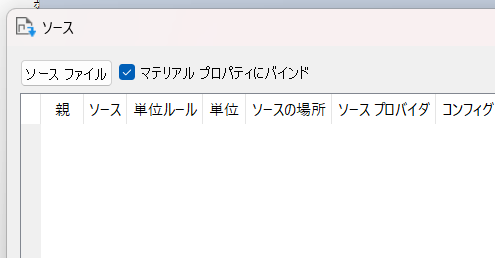 ソース
ソース ファイル マテリアル プロパティにバインド
親 ソース 単位ルール 単位 ソースの場所 ソース プロバイダ コンフィグ